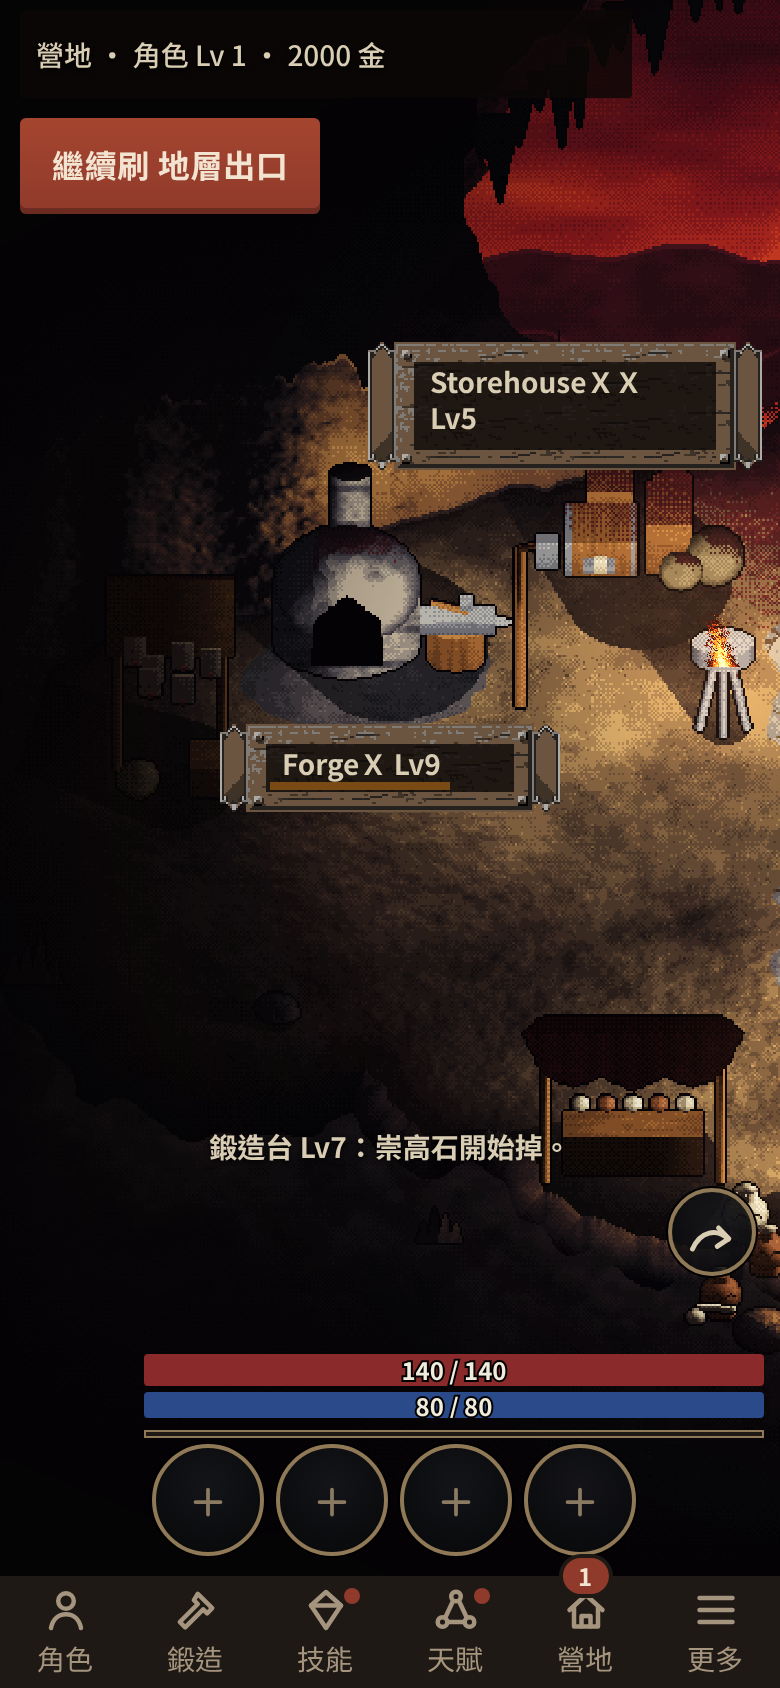 營地 · 角色 Lv 1 · 2000 金
繼續刷 地層出口
Storehouse X X
Lv5
Forge X Lv9
鍛造台 Lv7：崇高石開始掉。
140 / 140
80 / 80
1
角色
鍛造
技能
天賦
營地
更多